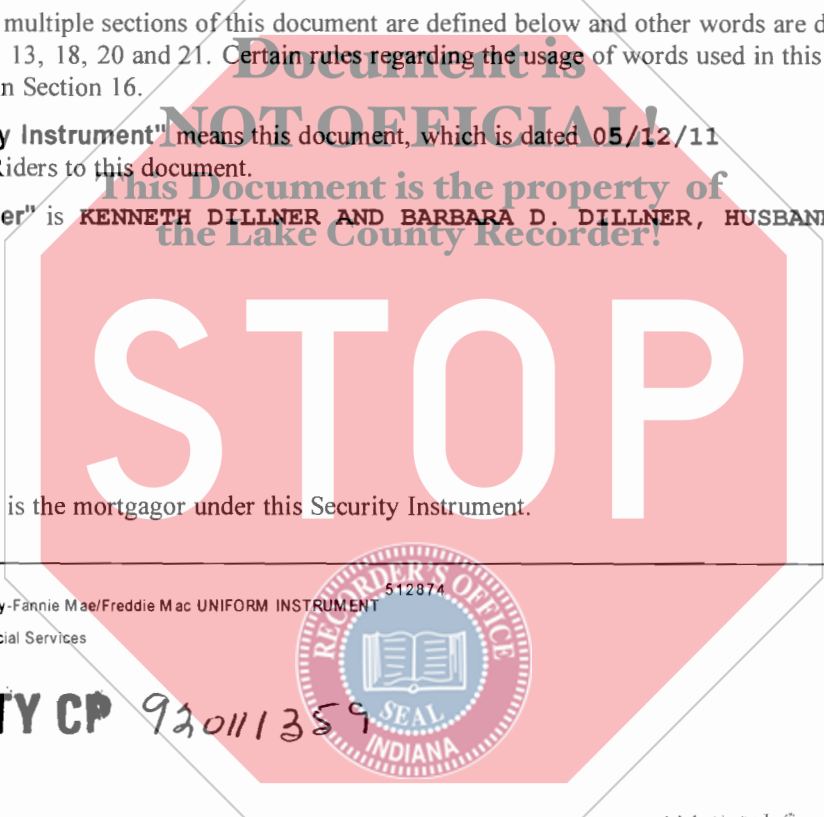 multiple sections of this document are defined below and other words are d
13, 18, 20 and 21. Certain rules regarding the usage of words used in this
n Section 16.
Document is
NOT OFFICIAL!
This Document is the property of
the Lake County Recorder!
y Instrument" means this document, which is dated 05/12/11
Riders to this document.
er" is KENNETH DILLNER AND BARBARA D. DILLNER, HUSBAND
STOP
is the mortgagor under this Security Instrument.
y-Fannie Mae/Freddie Mac UNIFORM INSTRUMENT
512874
cial Services
RECORDER'S OFFICE
SEAL
INDIANA
TY CP 920111359